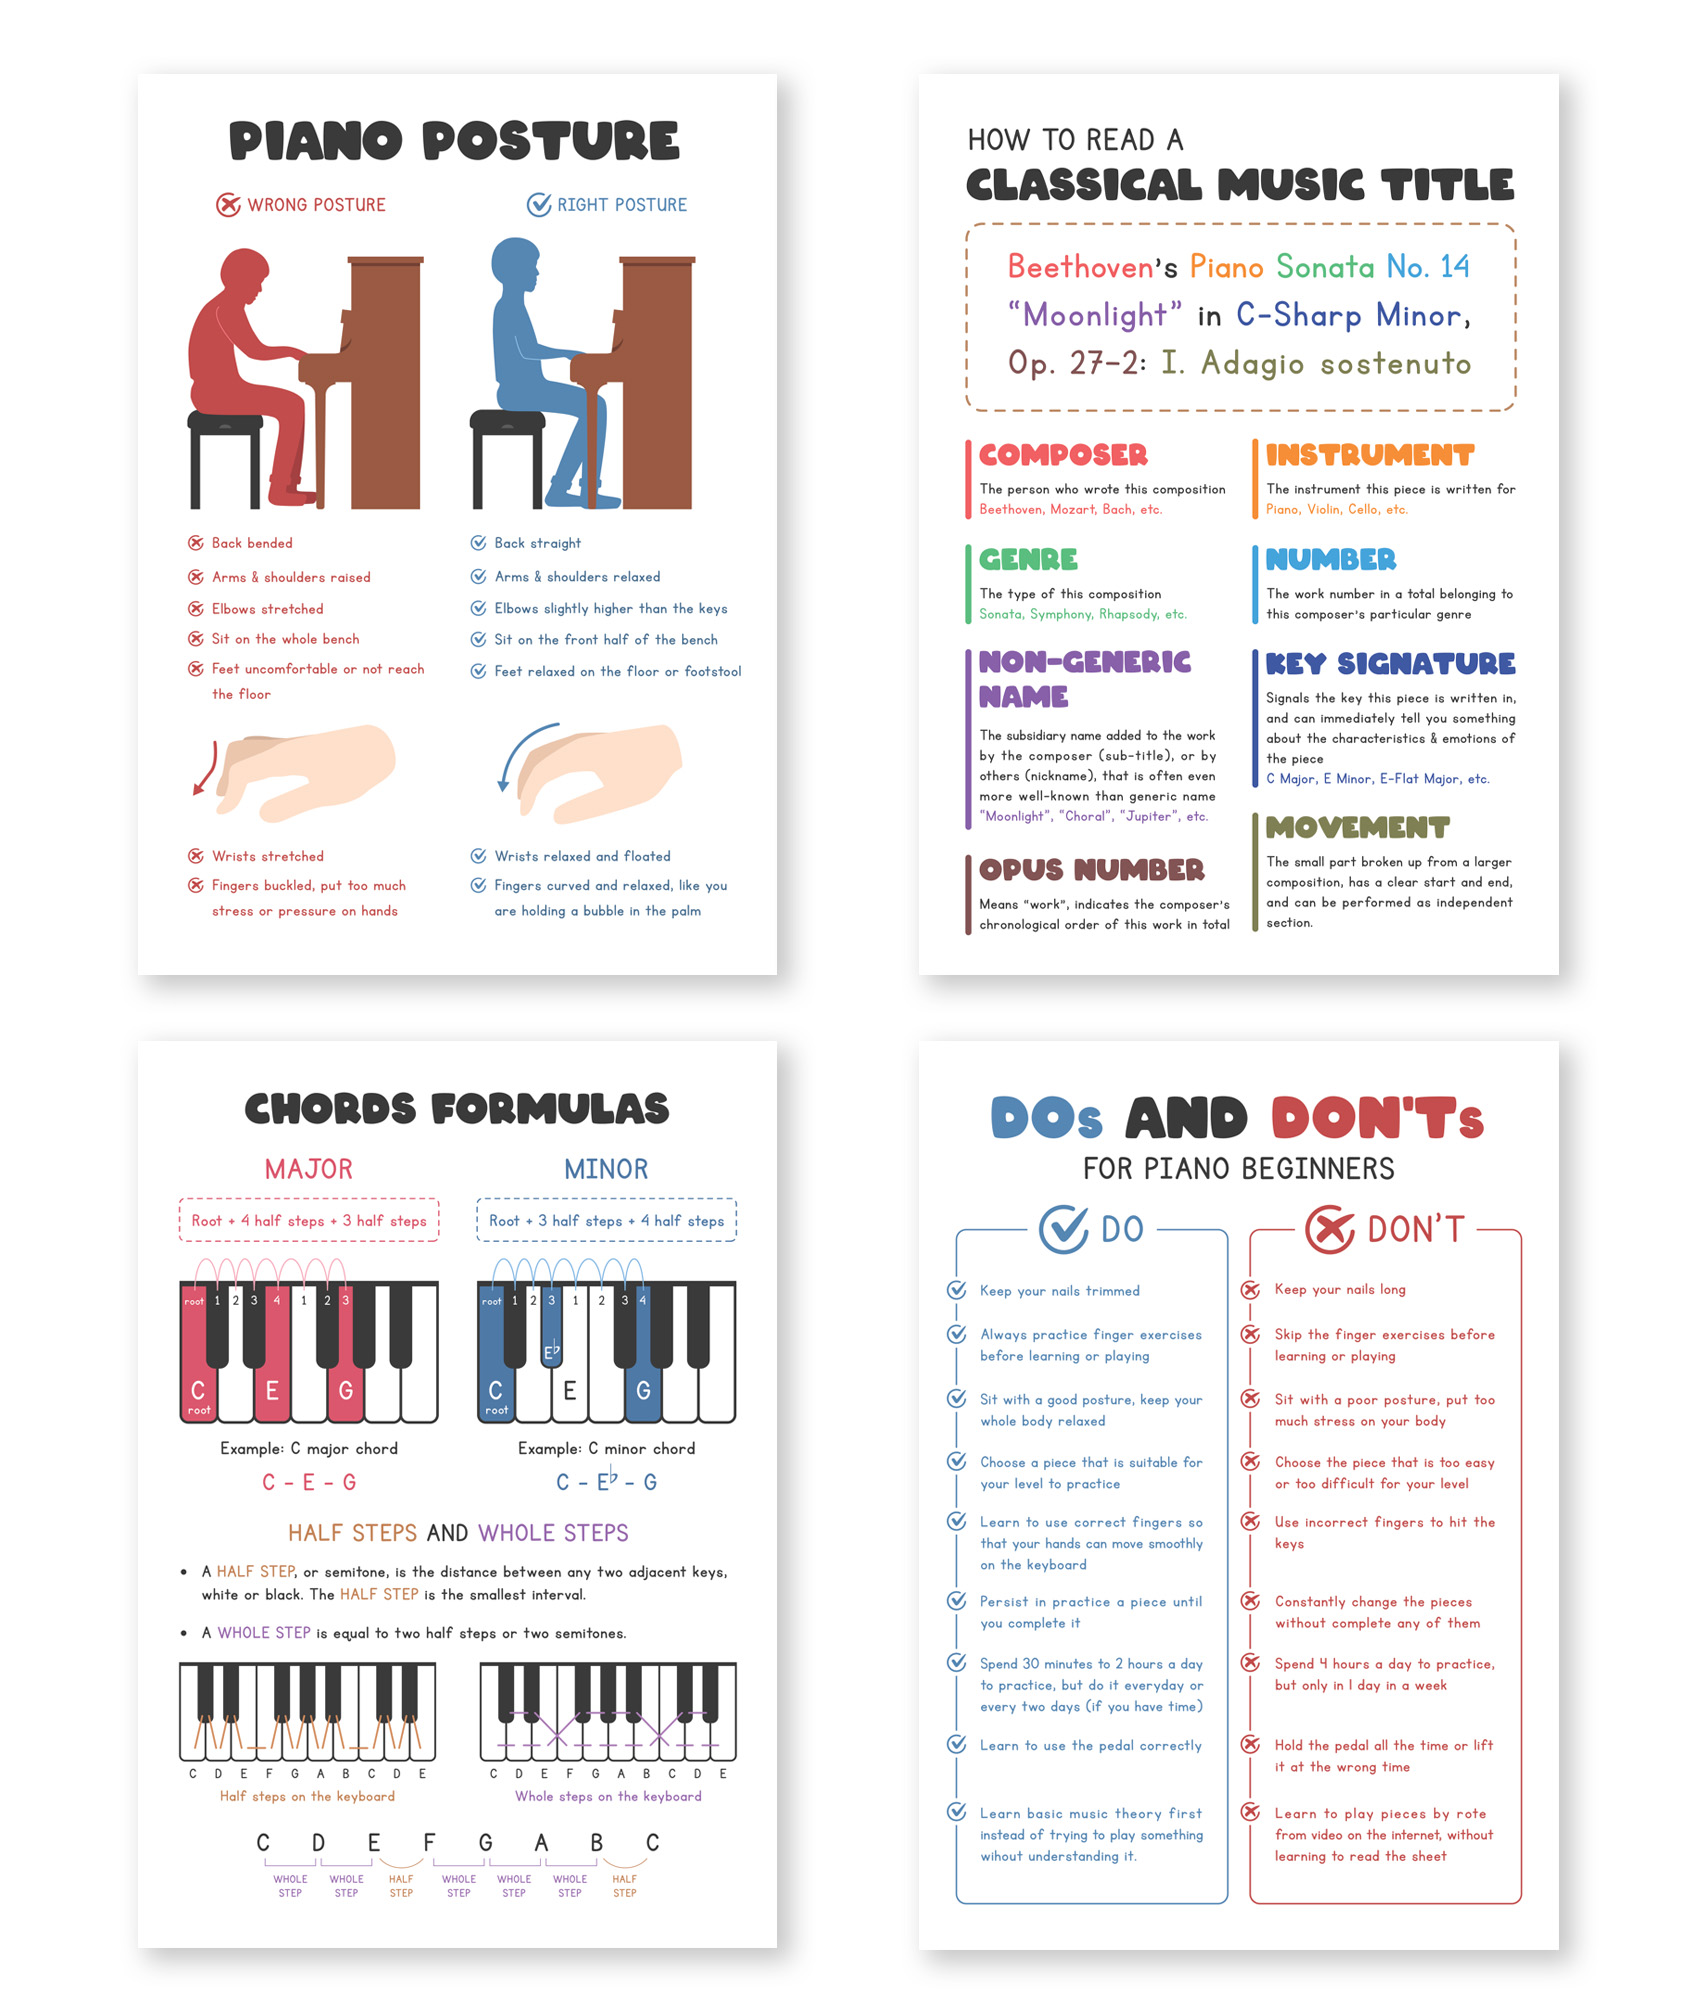 PIANO POSTURE
WRONG POSTURE
Back bended
Arms & shoulders raised
Elbows stretched
Sit on the whole bench
Feet uncomfortable or not reach
the floor
Wrists stretched
Fingers buckled, put too much
stress or pressure on hands
RIGHT POSTURE
Back straight
Arms & shoulders relaxed
Elbows slightly higher than the keys
Sit on the front half of the bench
Feet relaxed on the floor or footstool
Wrists relaxed and floated
Fingers curved and relaxed, like you
are holding a bubble in the palm
HOW TO READ A
CLASSICAL MUSIC TITLE
Beethoven's Piano Sonata No. 14
“Moonlight” in C-Sharp Minor,
Op. 27-2: I. Adagio sostenuto
COMPOSER
The person who wrote this composition
Beethoven, Mozart, Bach, etc.
GENRE
The type of this composition
Sonata, Symphony, Rhapsody, etc.
NON-GENERIC
NAME
The subsidiary name added to the work
by the composer (sub-title), or by
others (nickname), that is often even
more well-known than generic name
“Moonlight”, “Choral”, “Jupiter”, etc.
OPUS NUMBER
Means “work”, indicates the composer's
chronological order of this work in total
INSTRUMENT
The instrument this piece is written for
Piano, Violin, Cello, etc.
NUMBER
The work number in a total belonging to
this composer's particular genre
KEY SIGNATURE
Signals the key this piece is written in,
and can immediately tell you something
about the characteristics & emotions of
the piece
C Major, E Minor, E-Flat Major, etc.
MOVEMENT
The small part broken up from a larger
composition, has a clear start and end,
and can be performed as independent
section.
CHORDS FORMULAS
MAJOR
Root + 4 half steps + 3 half steps
root 1 2 3 4 1 2 3
C E G
root
Example: C major chord
C - E - G
MINOR
Root + 3 half steps + 4 half steps
root 1 2 3 1 2 3 4
E♭
C E G
root
Example: C minor chord
C - E♭ - G
HALF STEPS AND WHOLE STEPS
• A HALF STEP, or semitone, is the distance between any two adjacent keys,
white or black. The HALF STEP is the smallest interval.
• A WHOLE STEP is equal to two half steps or two semitones.
C D E F G A B C D E
Half steps on the keyboard
C D E F G A B C D E
Whole steps on the keyboard
C D E F G A B C
WHOLE WHOLE HALF WHOLE WHOLE WHOLE HALF
STEP STEP STEP STEP STEP STEP STEP
DOs AND DON'Ts
FOR PIANO BEGINNERS
DO
Keep your nails trimmed
Always practice finger exercises
before learning or playing
Sit with a good posture, keep your
whole body relaxed
Choose a piece that is suitable for
your level to practice
Learn to use correct fingers so
that your hands can move smoothly
on the keyboard
Persist in practice a piece until
you complete it
Spend 30 minutes to 2 hours a day
to practice, but do it everyday or
every two days (if you have time)
Learn to use the pedal correctly
Learn basic music theory first
instead of trying to play something
wihout understanding it.
DON'T
Keep your nails long
Skip the finger exercises before
learning or playing
Sit with a poor posture, put too
much stress on your body
Choose the piece that is too easy
or too difficult for your level
Use incorrect fingers to hit the
keys
Constantly change the pieces
without complete any of them
Spend 4 hours a day to practice,
but only in 1 day in a week
Hold the pedal all the time or lift
it at the wrong time
Learn to play pieces by rote
from video on the internet, without
learning to read the sheet